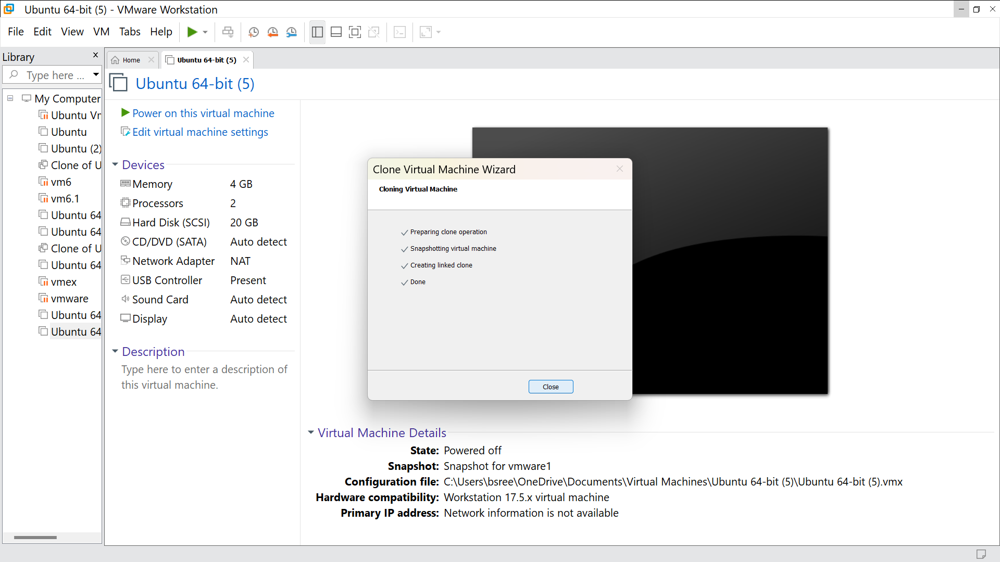 Ubuntu 64-bit (5) - VMware Workstation
File Edit View VM Tabs Help
Library
Type here ...
My Computer
Ubuntu Vr
Ubuntu
Ubuntu (2)
Clone of U
vm6
vm6.1
Ubuntu 64
Ubuntu 64
Clone of U
Ubuntu 64
vmex
vmware
Ubuntu 64
Ubuntu 64
Home
Ubuntu 64-bit (5)
Ubuntu 64-bit (5)
Power on this virtual machine
Edit virtual machine settings
Devices
Memory 4 GB
Processors 2
Hard Disk (SCSI) 20 GB
CD/DVD (SATA) Auto detect
Network Adapter NAT
USB Controller Present
Sound Card Auto detect
Display Auto detect
Description
Type here to enter a description of
this virtual machine.
Clone Virtual Machine Wizard
Cloning Virtual Machine
Preparing clone operation
Snapshotting virtual machine
Creating linked clone
Done
Close
Virtual Machine Details
State: Powered off
Snapshot: Snapshot for vmware1
Configuration file: C:\Users\bsree\OneDrive\Documents\Virtual Machines\Ubuntu 64-bit (5)\Ubuntu 64-bit (5).vmx
Hardware compatibility: Workstation 17.5.x virtual machine
Primary IP address: Network information is not available